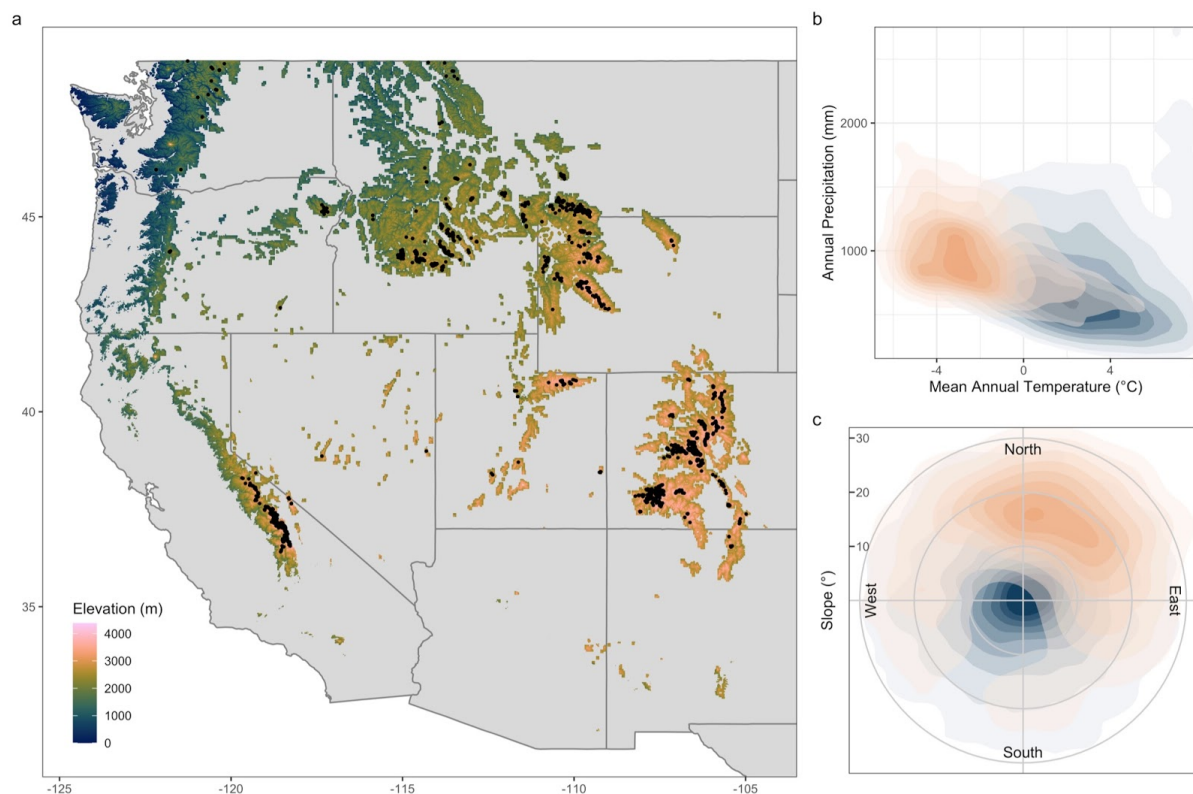 a
45
40
35
-125
-120
-115
-110
-105
Elevation (m)
4000
3000
2000
1000
0
b
Annual Precipitation (mm)
2000
1000
-4
0
4
Mean Annual Temperature (°C)
c
Slope (°)
30
20
10
North
West
East
South